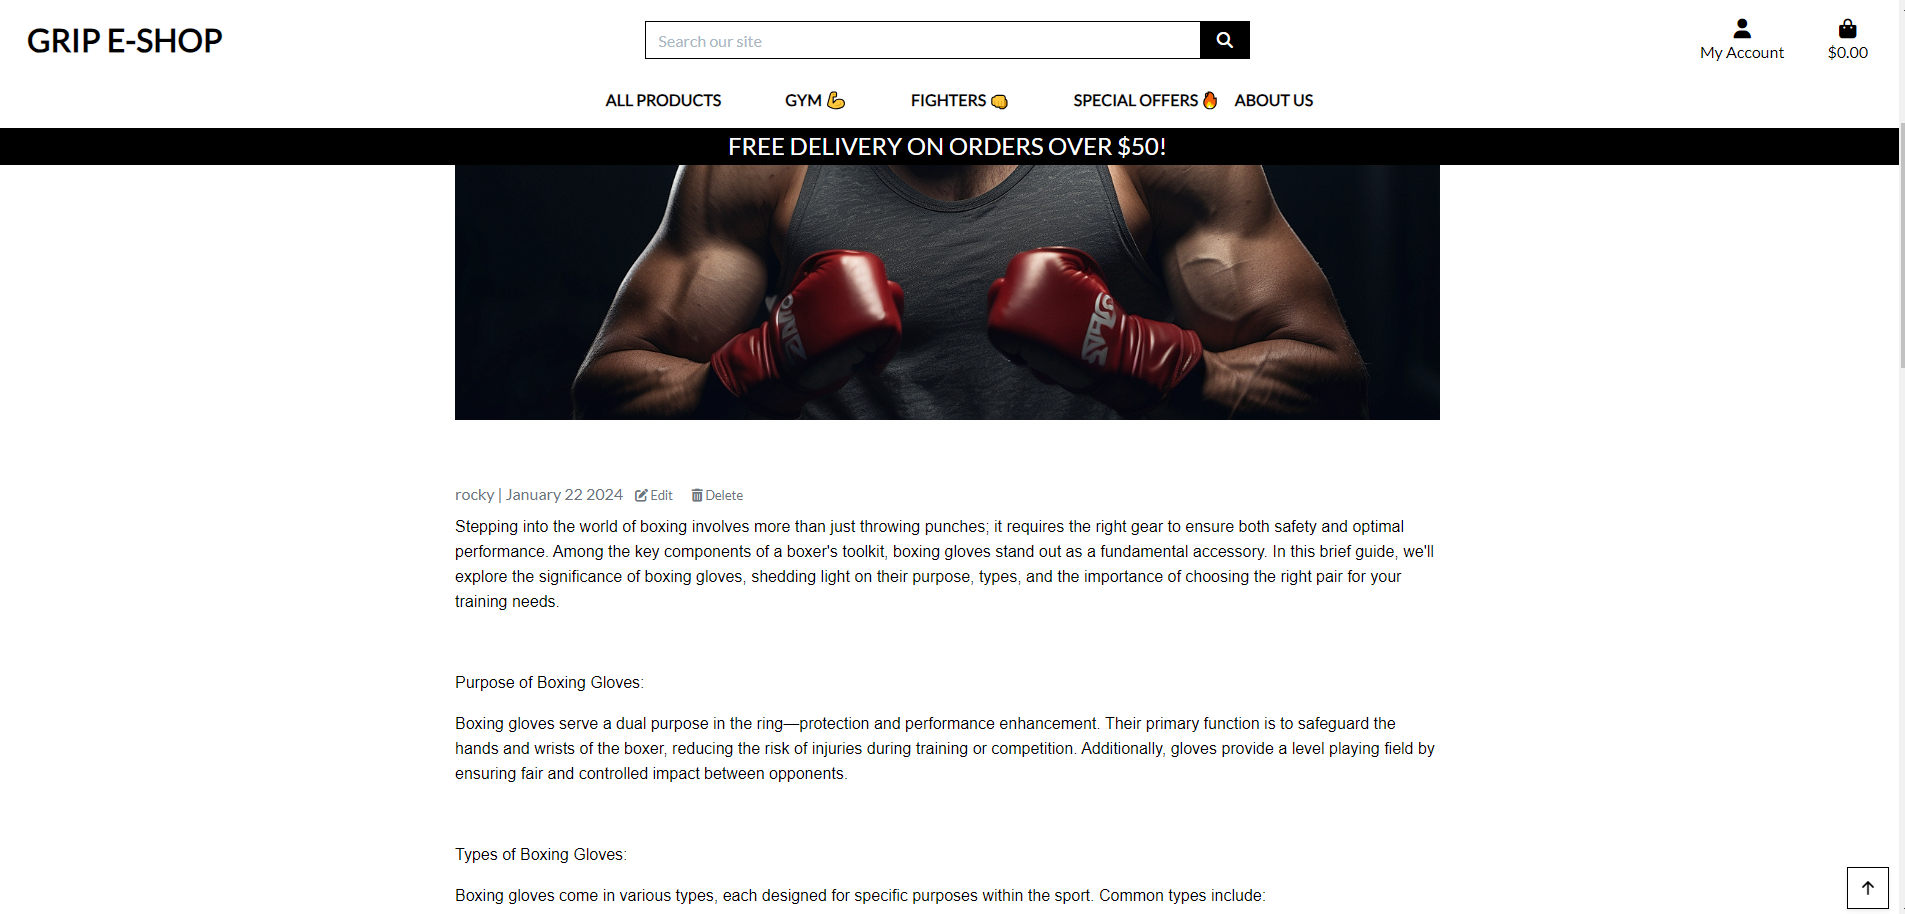 GRIP E-SHOP
Search our site
My Account
$0.00
ALL PRODUCTS GYM 💪 FIGHTERS 👊 SPECIAL OFFERS 🔥 ABOUT US
FREE DELIVERY ON ORDERS OVER $50!
rocky | January 22 2024 Edit Delete
Stepping into the world of boxing involves more than just throwing punches; it requires the right gear to ensure both safety and optimal
performance. Among the key components of a boxer's toolkit, boxing gloves stand out as a fundamental accessory. In this brief guide, we'll
explore the significance of boxing gloves, shedding light on their purpose, types, and the importance of choosing the right pair for your
training needs.
Purpose of Boxing Gloves:
Boxing gloves serve a dual purpose in the ring—protection and performance enhancement. Their primary function is to safeguard the
hands and wrists of the boxer, reducing the risk of injuries during training or competition. Additionally, gloves provide a level playing field by
ensuring fair and controlled impact between opponents.
Types of Boxing Gloves:
Boxing gloves come in various types, each designed for specific purposes within the sport. Common types include: